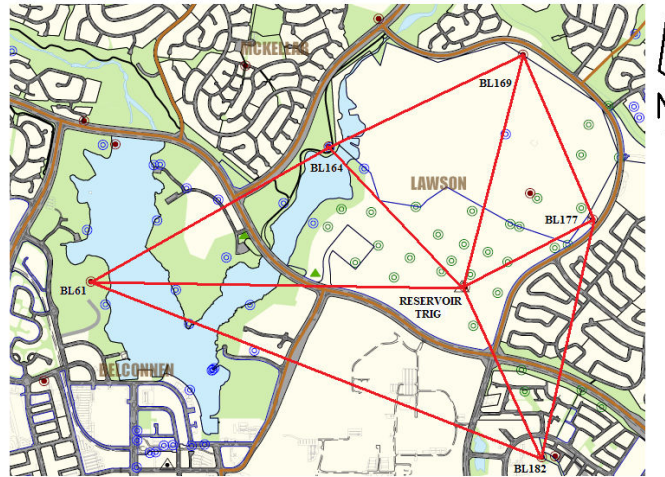 MCKELLAR
BL169
BL164
LAWSON
BL177
BL61
RESERVOIR
TRIG
BELCONNEN
BL182
N